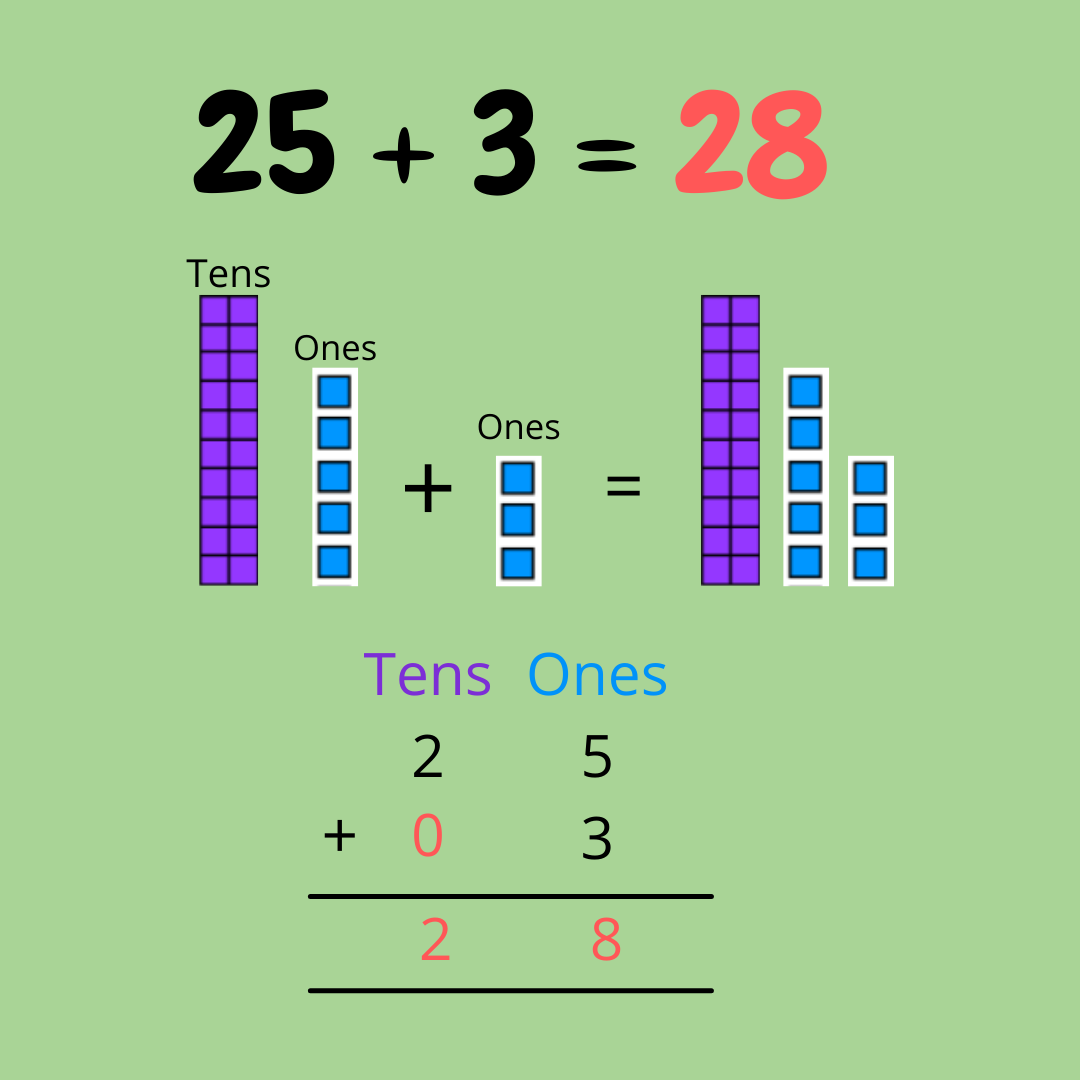 25 + 3 = 28
Tens
Ones
Ones
+ =
Tens Ones
2 5
+ 0 3
2 8